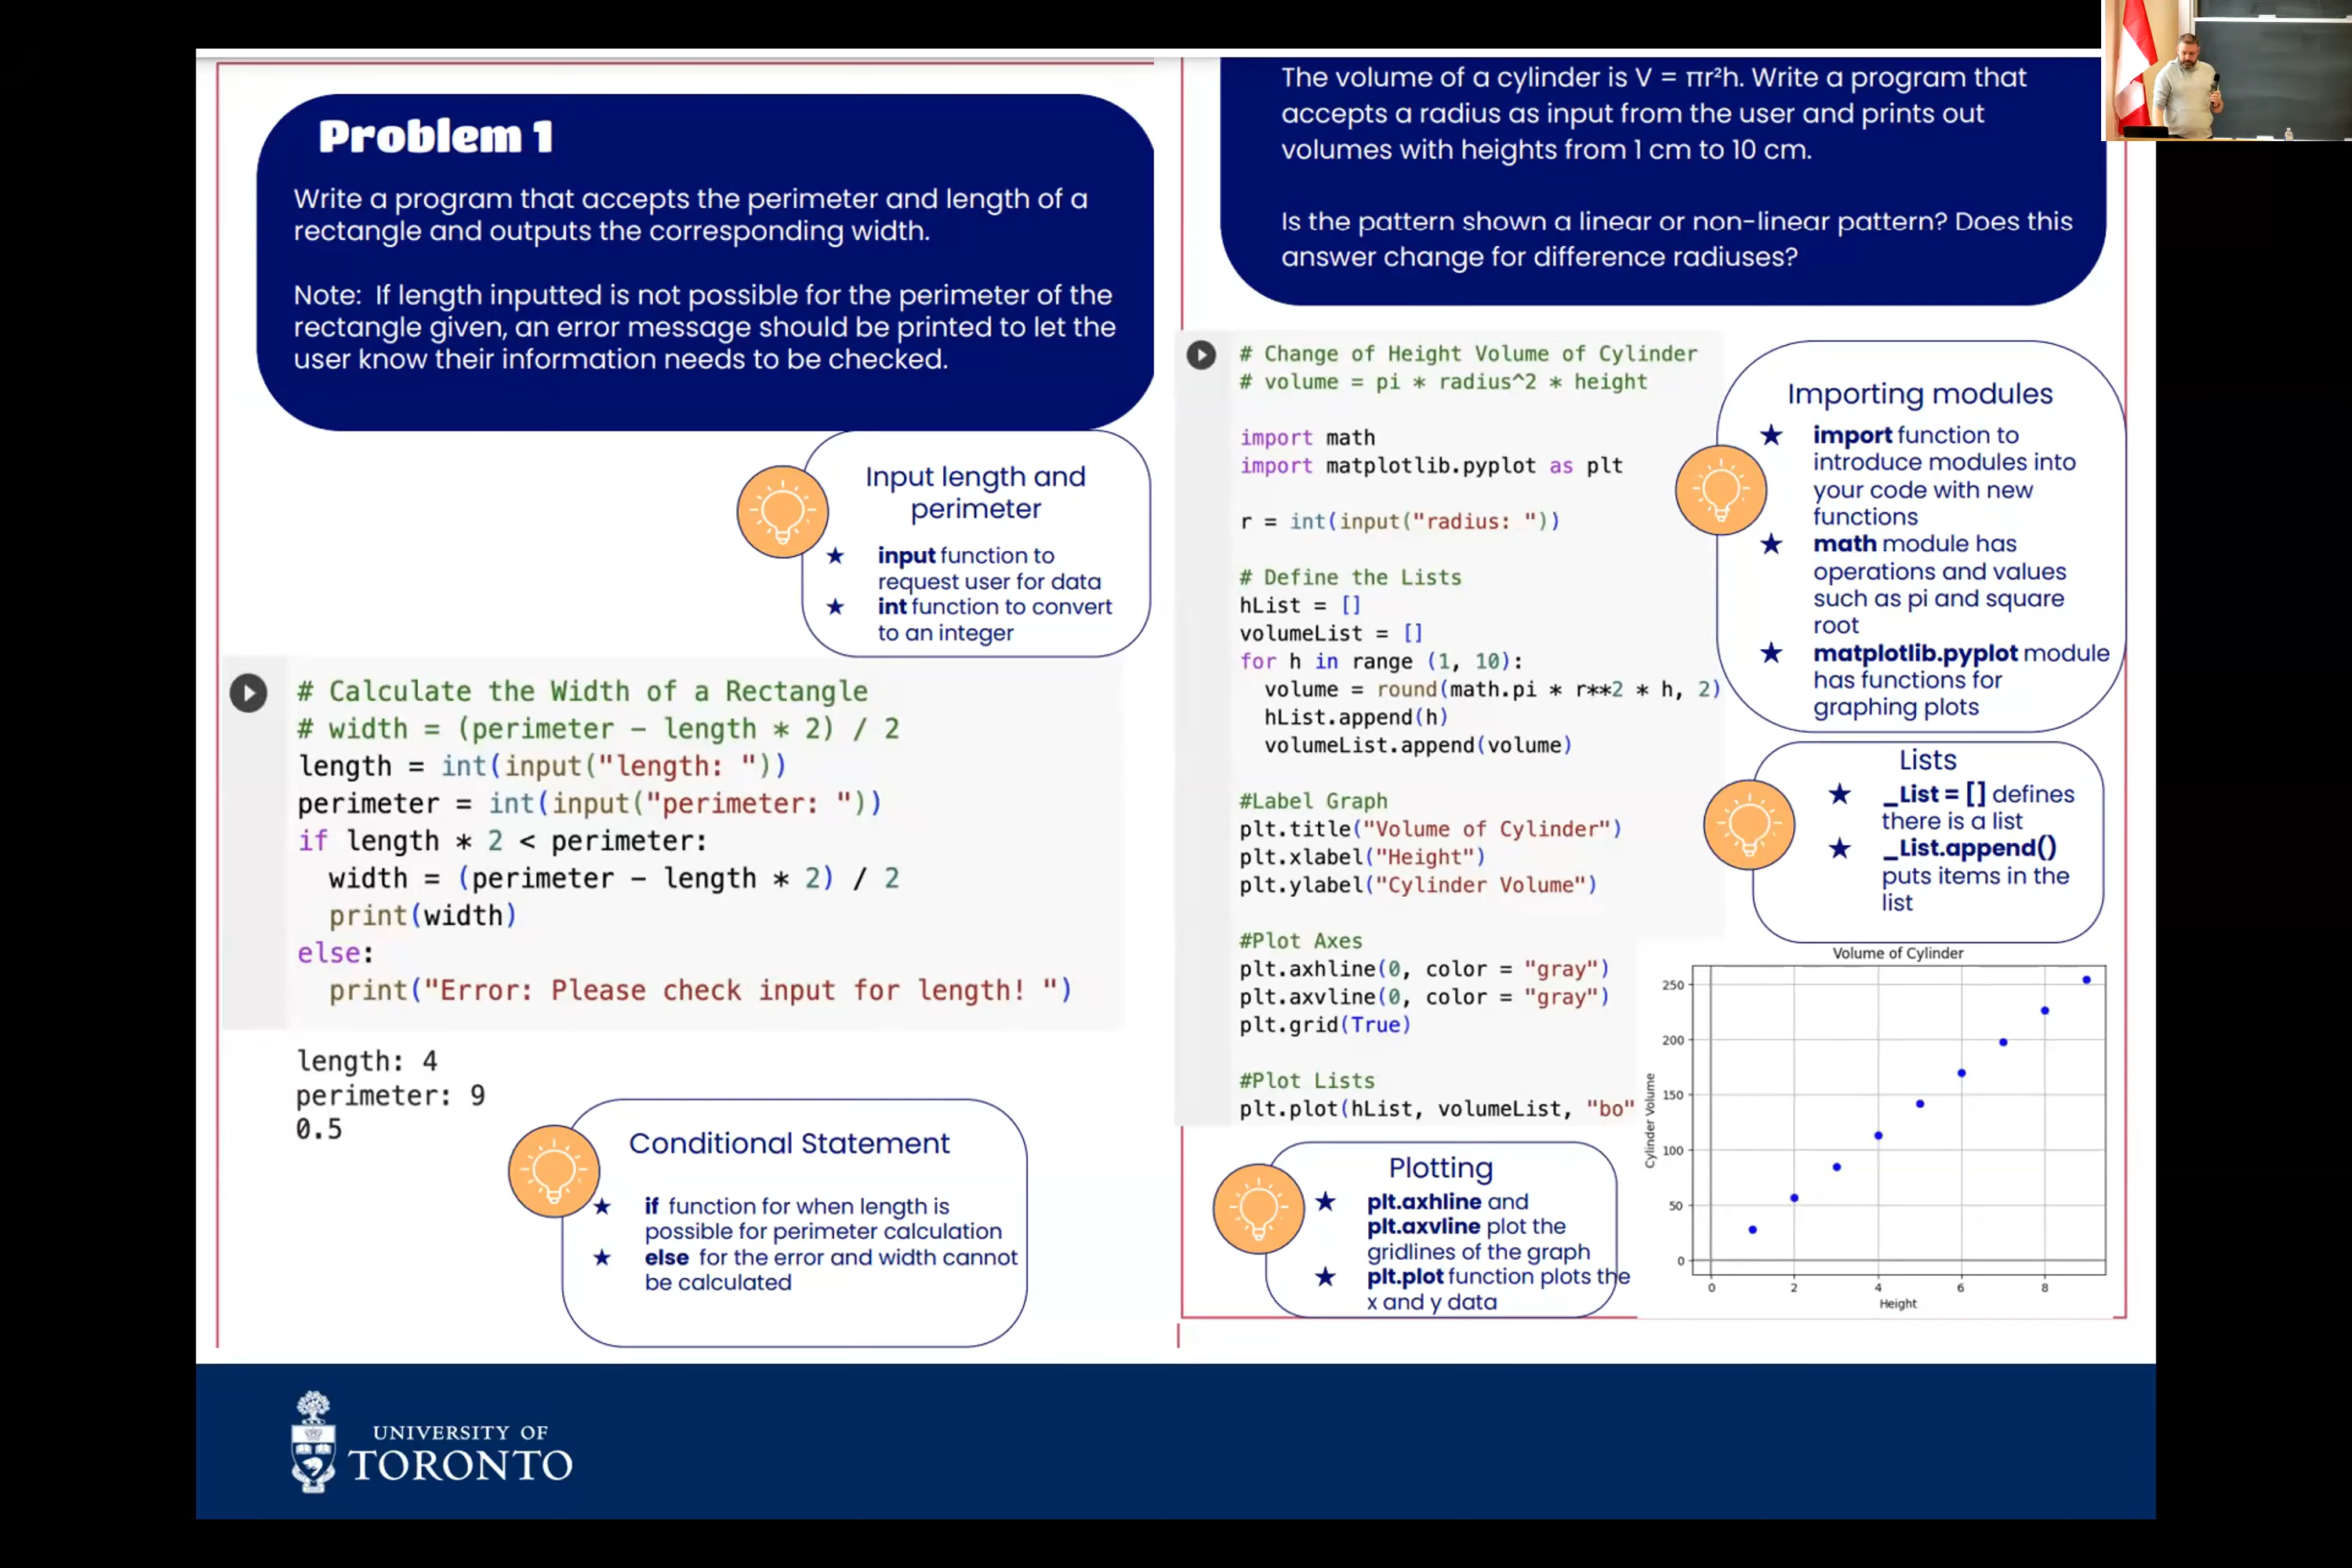 Problem 1
Write a program that accepts the perimeter and length of a
rectangle and outputs the corresponding width.
Note: If length inputted is not possible for the perimeter of the
rectangle given, an error message should be printed to let the
user know their information needs to be checked.
Input length and
perimeter
★ input function to
request user for data
★ int function to convert
to an integer
# Calculate the Width of a Rectangle
# width = (perimeter - length * 2) / 2
length = int(input("length: "))
perimeter = int(input("perimeter: "))
if length * 2 < perimeter:
  width = (perimeter - length * 2) / 2
  print(width)
else:
  print("Error: Please check input for length! ")
length: 4
perimeter: 9
0.5
Conditional Statement
★ if function for when length is
possible for perimeter calculation
★ else for the error and width cannot
be calculated
The volume of a cylinder is V = πr²h. Write a program that
accepts a radius as input from the user and prints out
volumes with heights from 1 cm to 10 cm.
Is the pattern shown a linear or non-linear pattern? Does this
answer change for difference radiuses?
# Change of Height Volume of Cylinder
# volume = pi * radius^2 * height
import math
import matplotlib.pyplot as plt
r = int(input("radius: "))
# Define the Lists
hList = []
volumeList = []
for h in range (1, 10):
  volume = round(math.pi * r**2 * h, 2)
  hList.append(h)
  volumeList.append(volume)
#Label Graph
plt.title("Volume of Cylinder")
plt.xlabel("Height")
plt.ylabel("Cylinder Volume")
#Plot Axes
plt.axhline(0, color = "gray")
plt.axvline(0, color = "gray")
plt.grid(True)
#Plot Lists
plt.plot(hList, volumeList, "bo"
Importing modules
★ import function to
introduce modules into
your code with new
functions
★ math module has
operations and values
such as pi and square
root
★ matplotlib.pyplot module
has functions for
graphing plots
Lists
★ _List = [] defines
there is a list
★ _List.append()
puts items in the
list
Plotting
★ plt.axhline and
plt.axvline plot the
gridlines of the graph
★ plt.plot function plots the
x and y data
Volume of Cylinder
250
200
150
100
50
0
Cylinder Volume
0 2 4 6 8
Height
UNIVERSITY OF
TORONTO